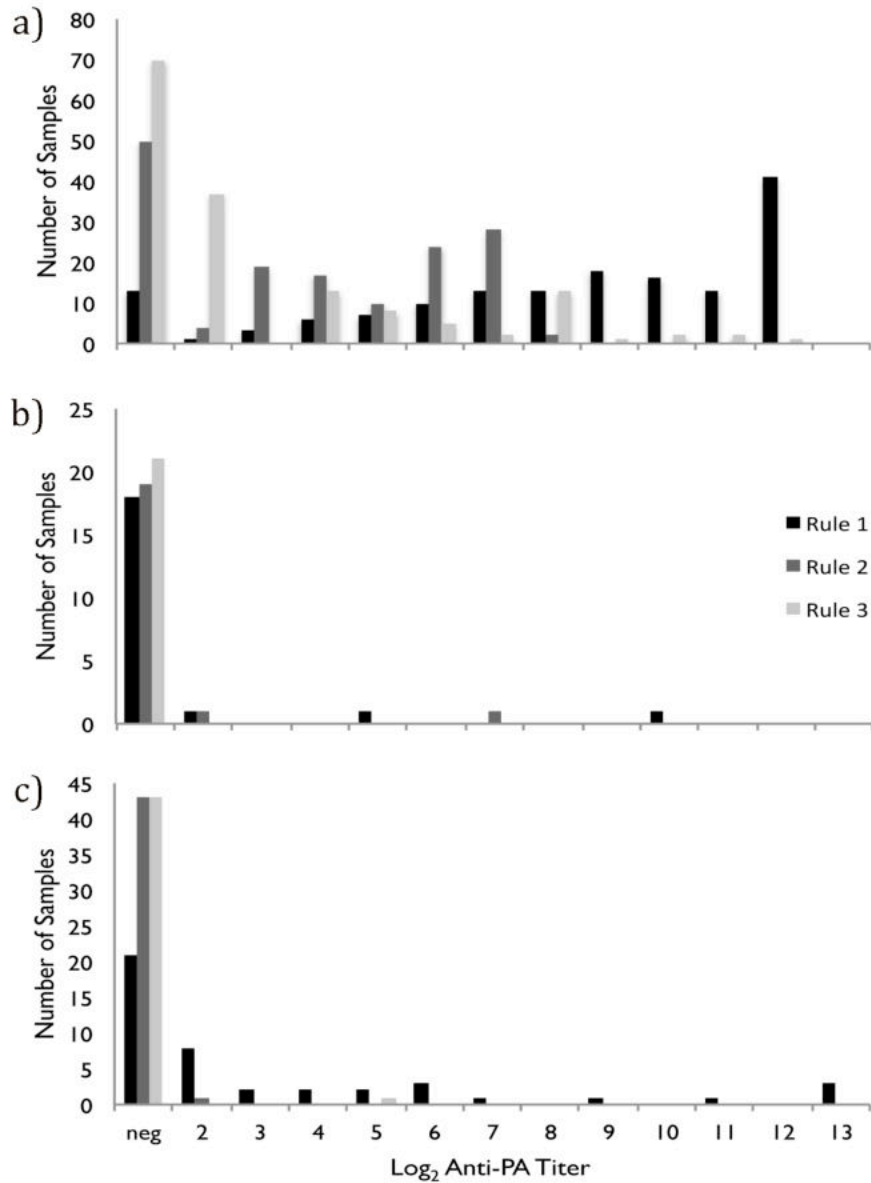 a)
Number of Samples
80
70
60
50
40
30
20
10
0
b)
Number of Samples
25
20
15
10
5
0
Rule 1
Rule 2
Rule 3
c)
Number of Samples
45
40
35
30
25
20
15
10
5
0
neg 2 3 4 5 6 7 8 9 10 11 12 13
Log₂ Anti-PA Titer